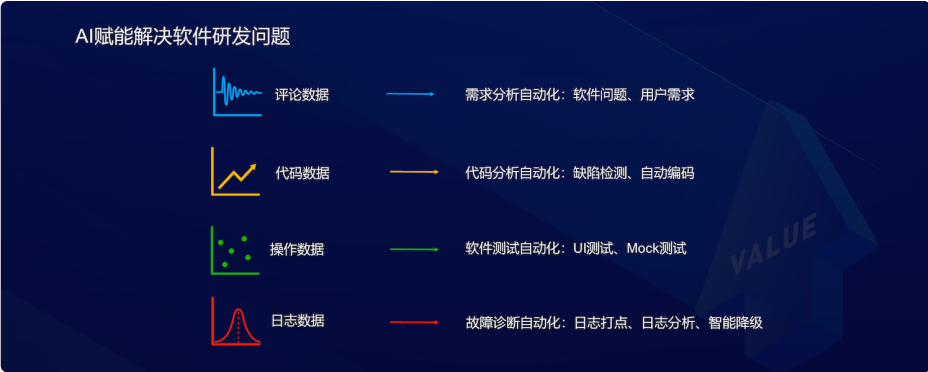 AI赋能解决软件研发问题
评论数据
需求分析自动化：软件问题、用户需求
代码数据
代码分析自动化：缺陷检测、自动编码
操作数据
软件测试自动化：UI测试、Mock测试
日志数据
故障诊断自动化：日志打点、日志分析、智能降级
VALUE